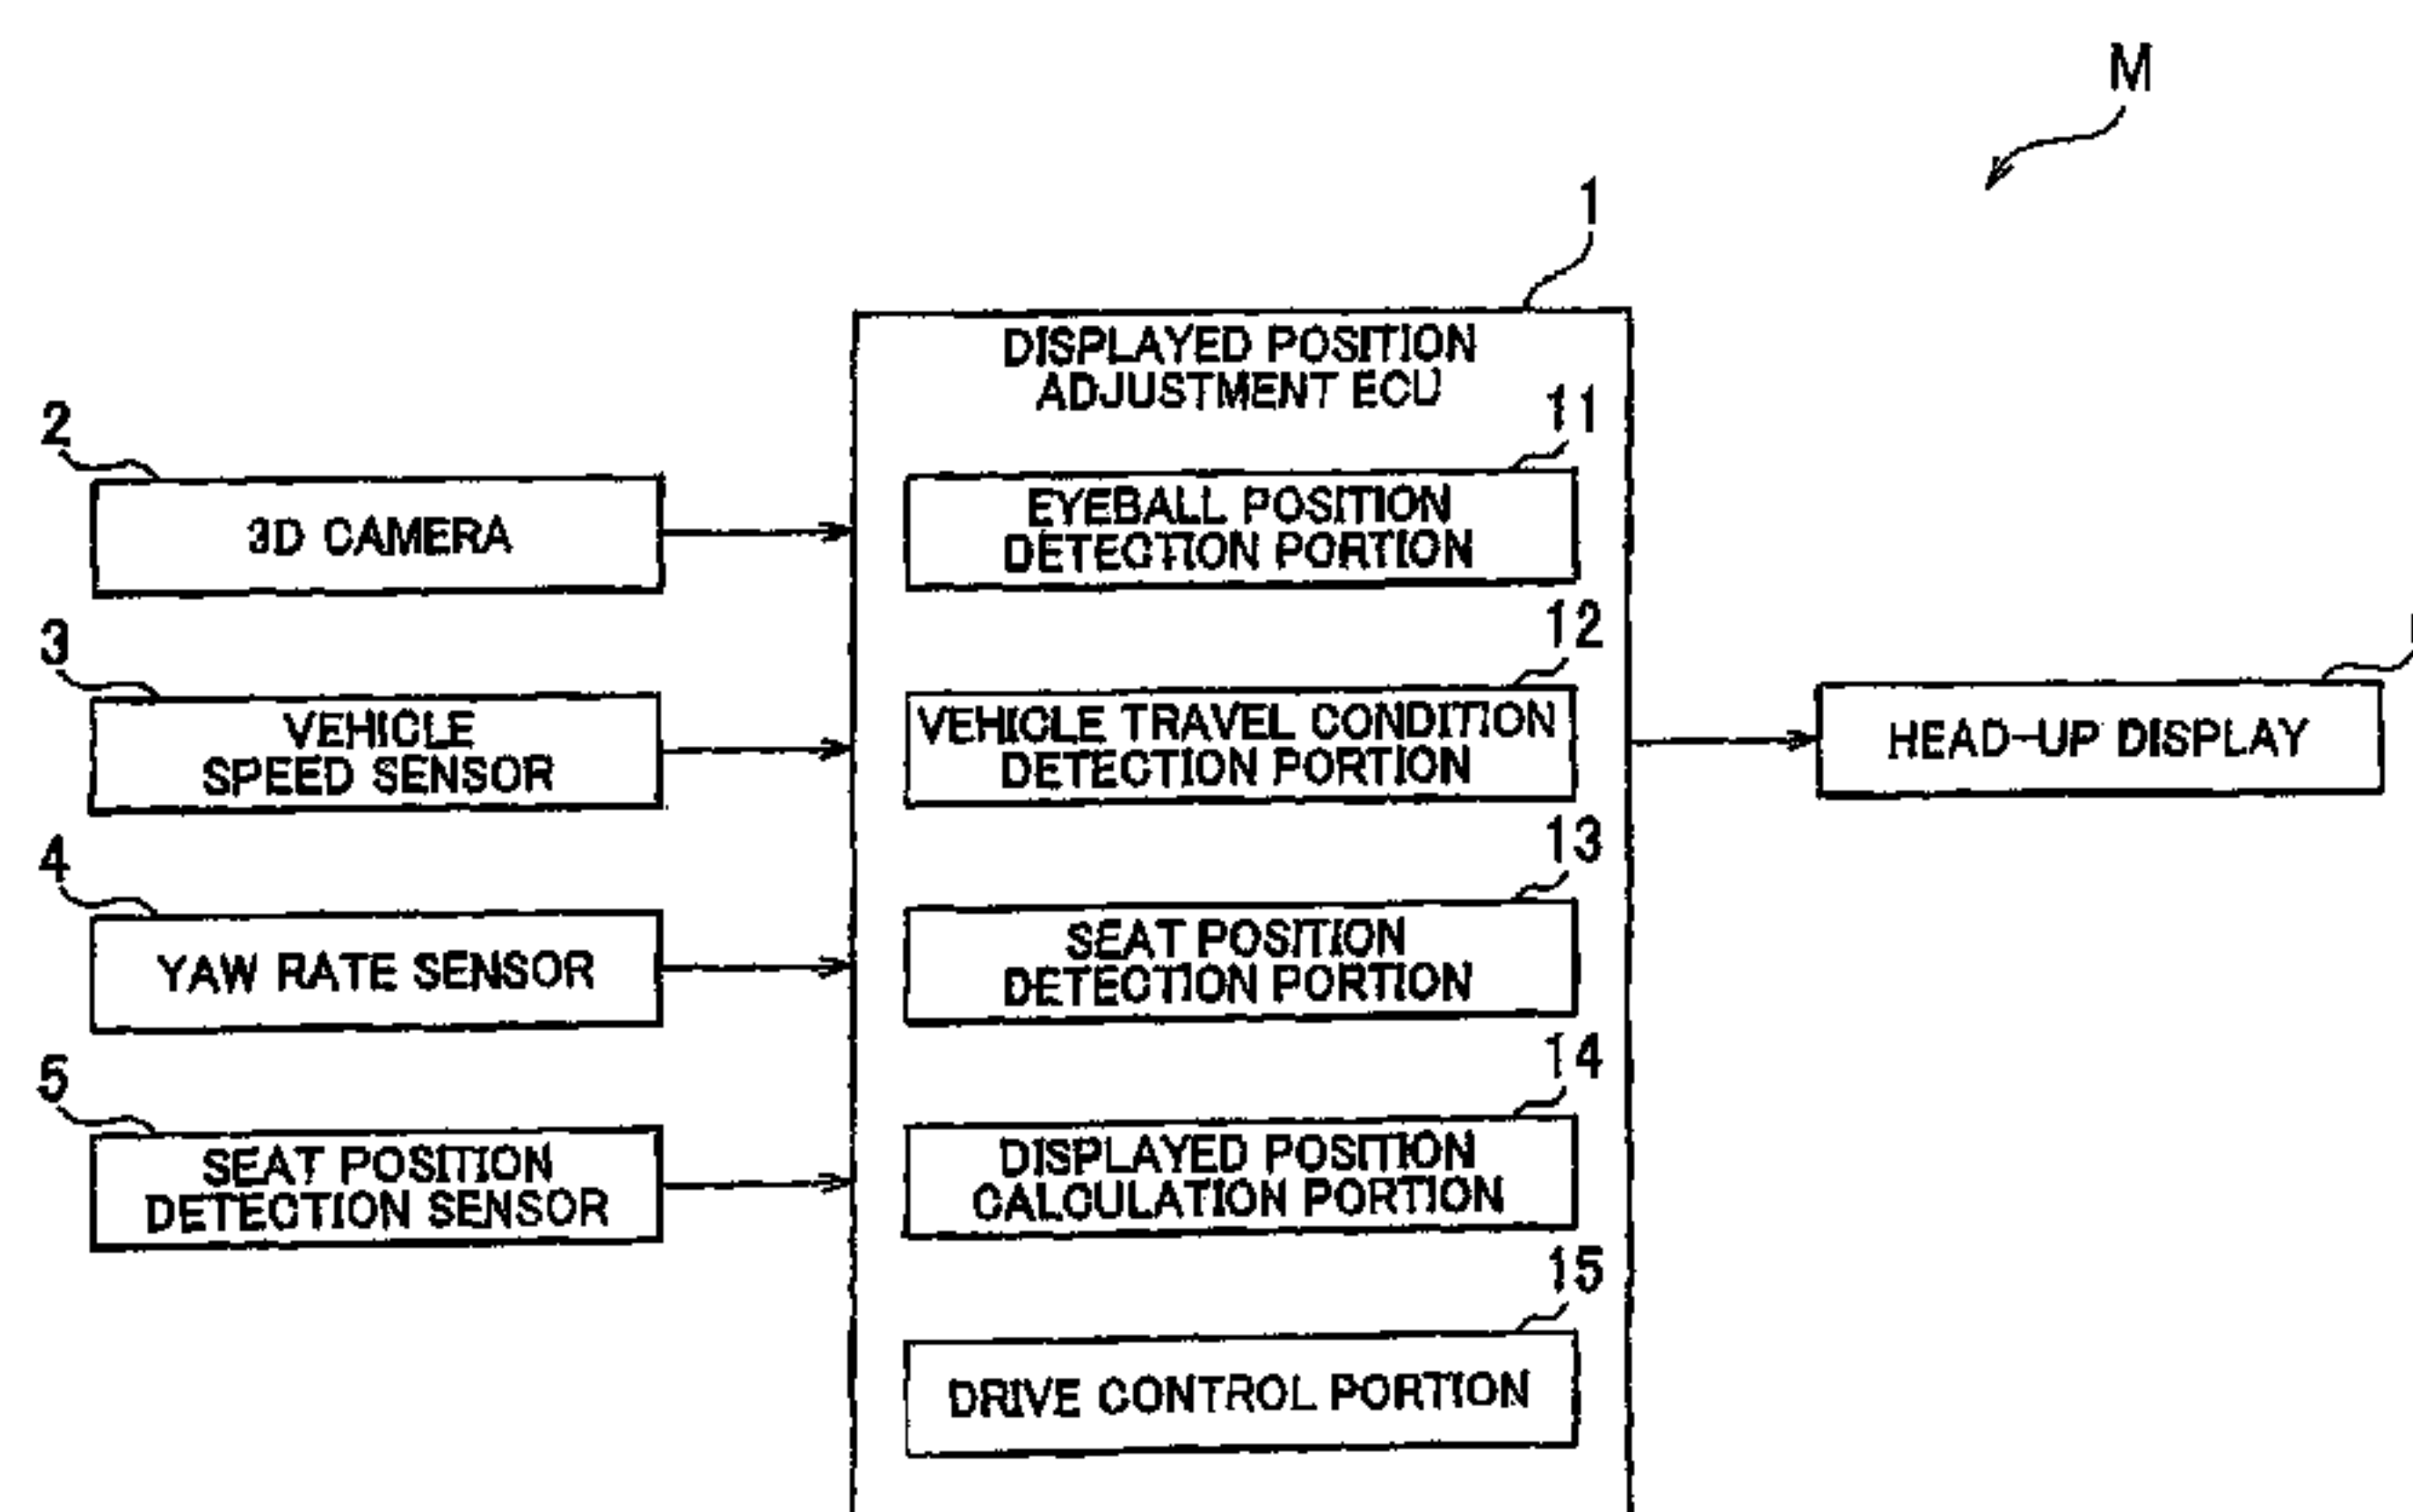 M
1
DISPLAYED POSITION
ADJUSTMENT ECU
2
3D CAMERA
11
EYEBALL POSITION
DETECTION PORTION
3
VEHICLE
SPEED SENSOR
12
VEHICLE TRAVEL CONDITION
DETECTION PORTION
HEAD-UP DISPLAY
4
YAW RATE SENSOR
13
SEAT POSITION
DETECTION PORTION
5
SEAT POSITION
DETECTION SENSOR
14
DISPLAYED POSITION
CALCULATION PORTION
15
DRIVE CONTROL PORTION